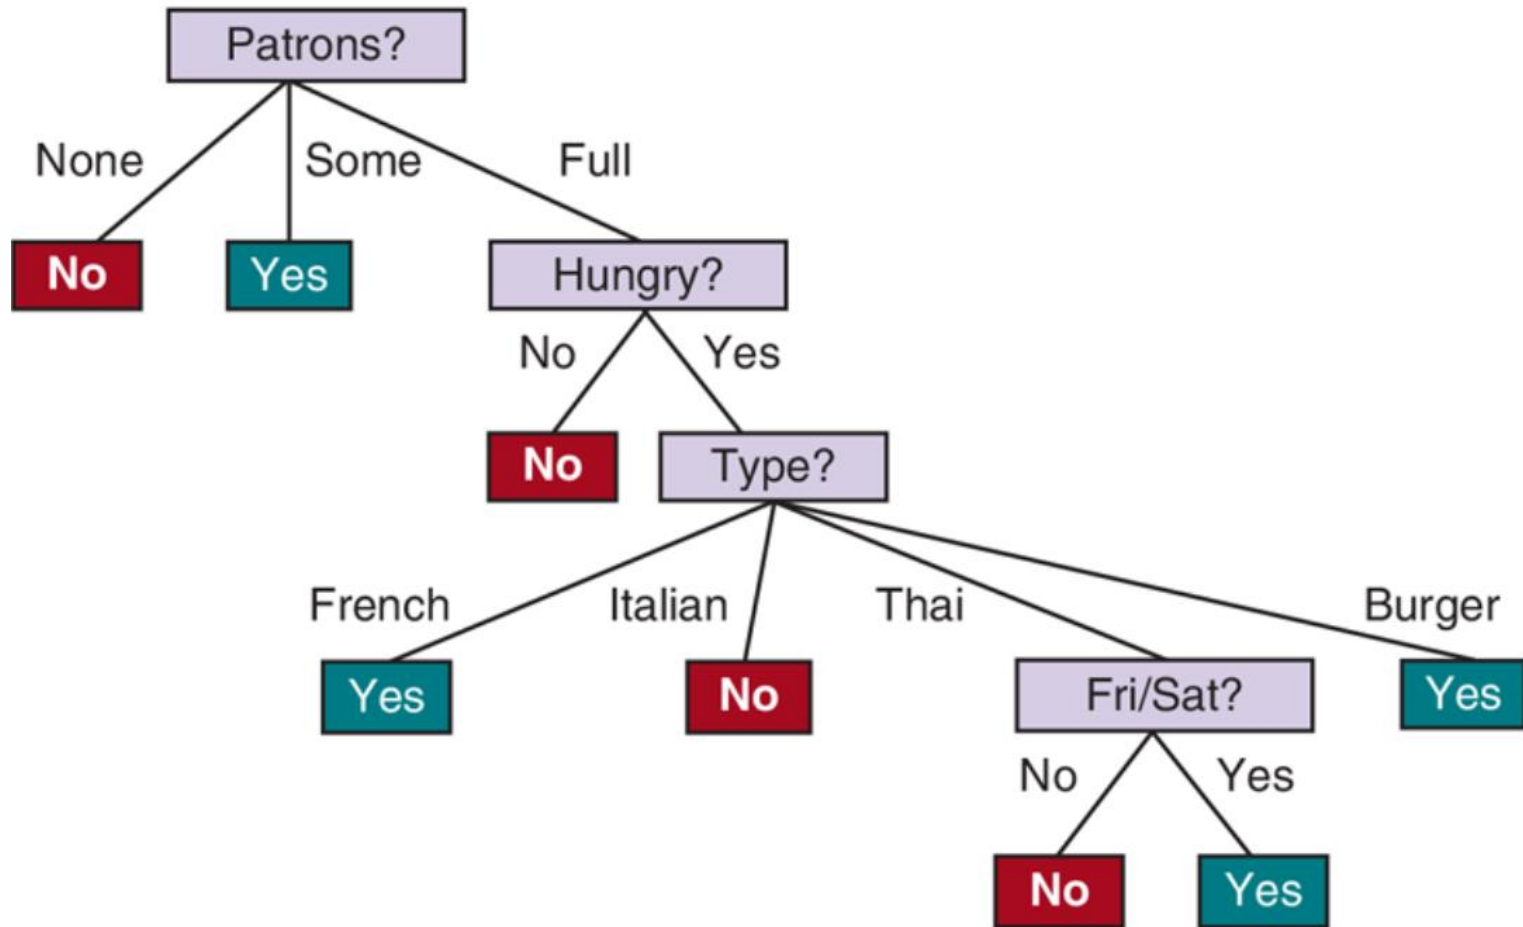 Patrons?
None Some Full
No Yes Hungry?
No Yes
No Type?
French Italian Thai Burger
Yes No Fri/Sat? Yes
No Yes
No Yes